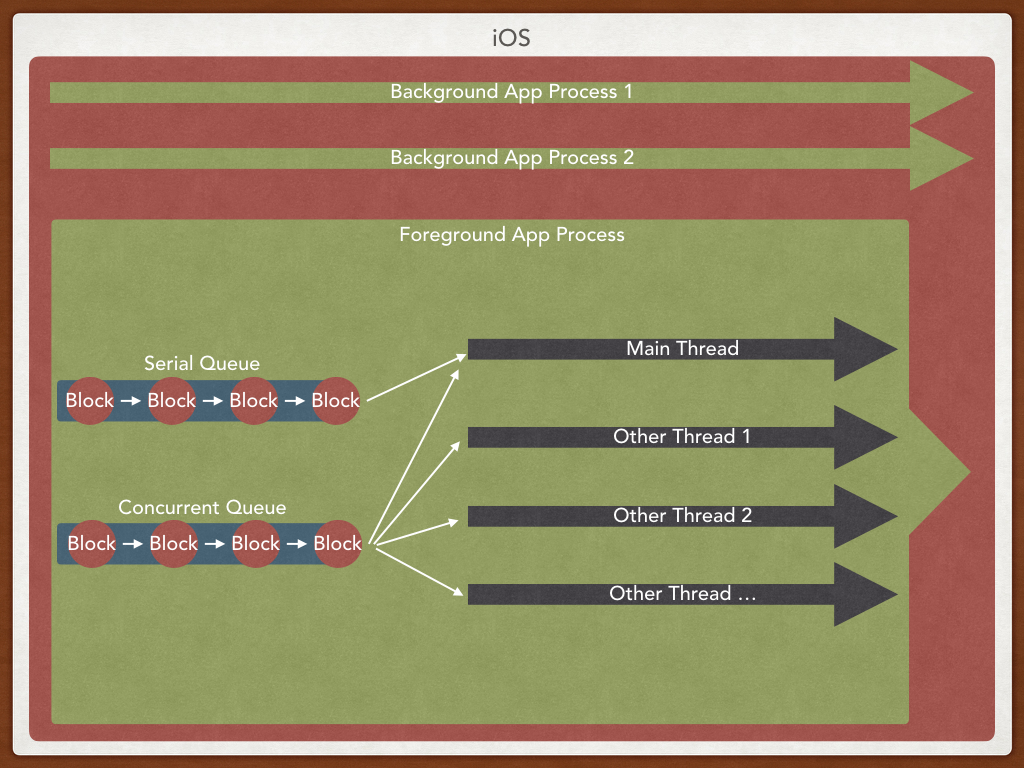 iOS
Background App Process 1
Background App Process 2
Foreground App Process
Serial Queue
Block Block Block Block
Concurrent Queue
Block Block Block Block
Main Thread
Other Thread 1
Other Thread 2
Other Thread …